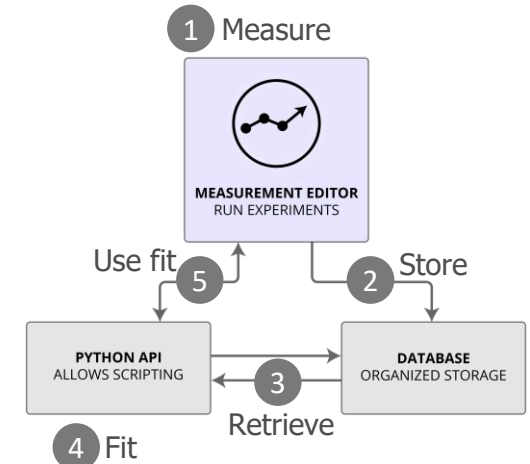 1 Measure
MEASUREMENT EDITOR
RUN EXPERIMENTS
Use fit
5
2
Store
PYTHON API
ALLOWS SCRIPTING
DATABASE
ORGANIZED STORAGE
3
Retrieve
4 Fit